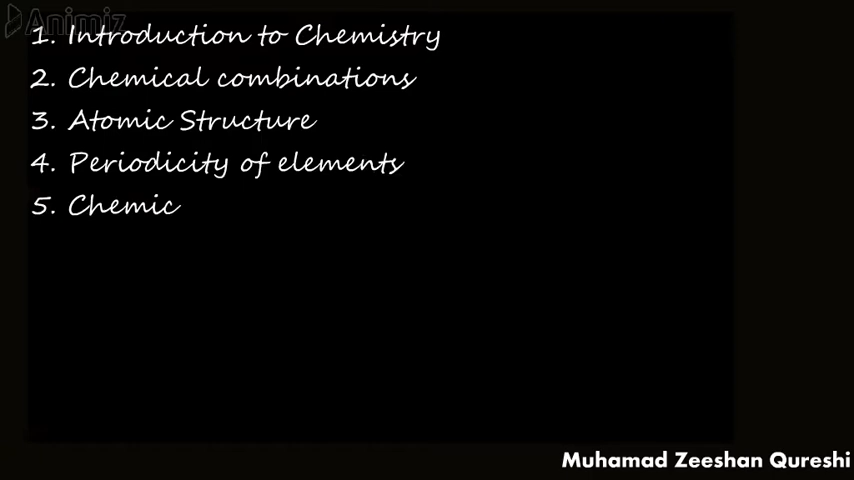 Animiz
1. Introduction to Chemistry
2. Chemical combinations
3. Atomic Structure
4. Periodicity of elements
5. Chemic
Muhamad Zeeshan Qureshi